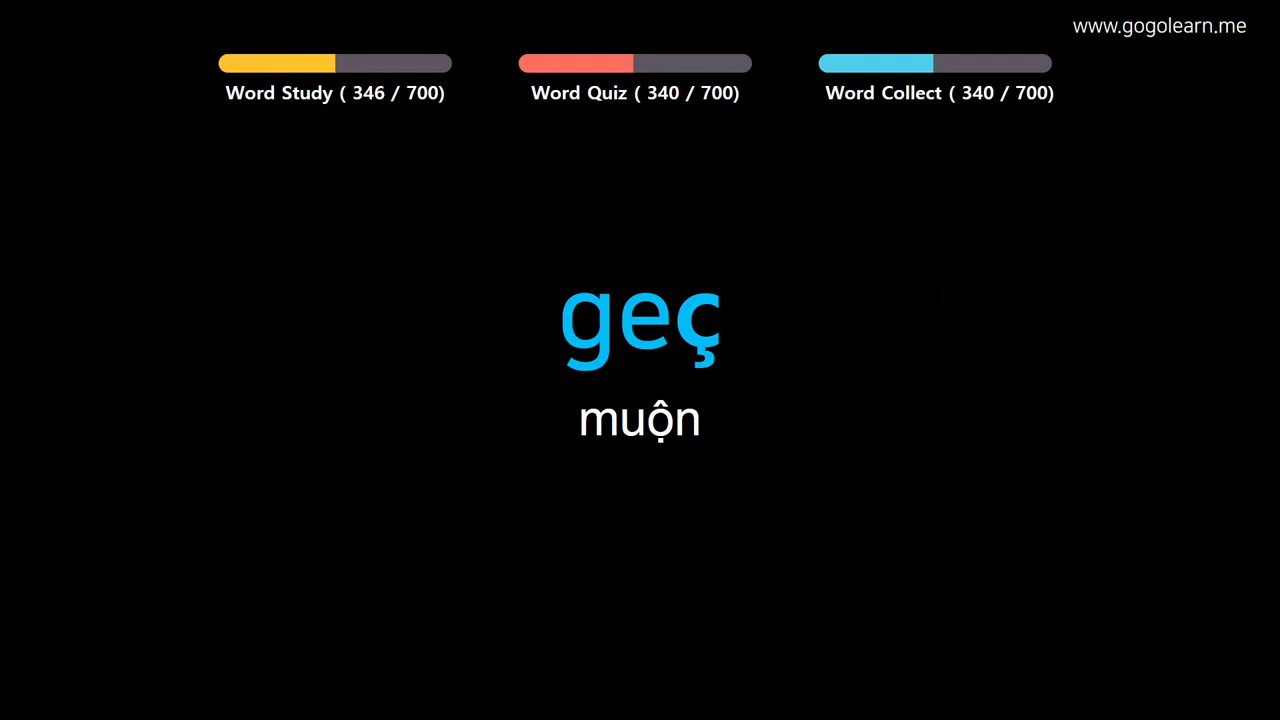 www.gogolearn.me
Word Study ( 346 / 700)
Word Quiz ( 340 / 700)
Word Collect ( 340 / 700)
geç
muộn